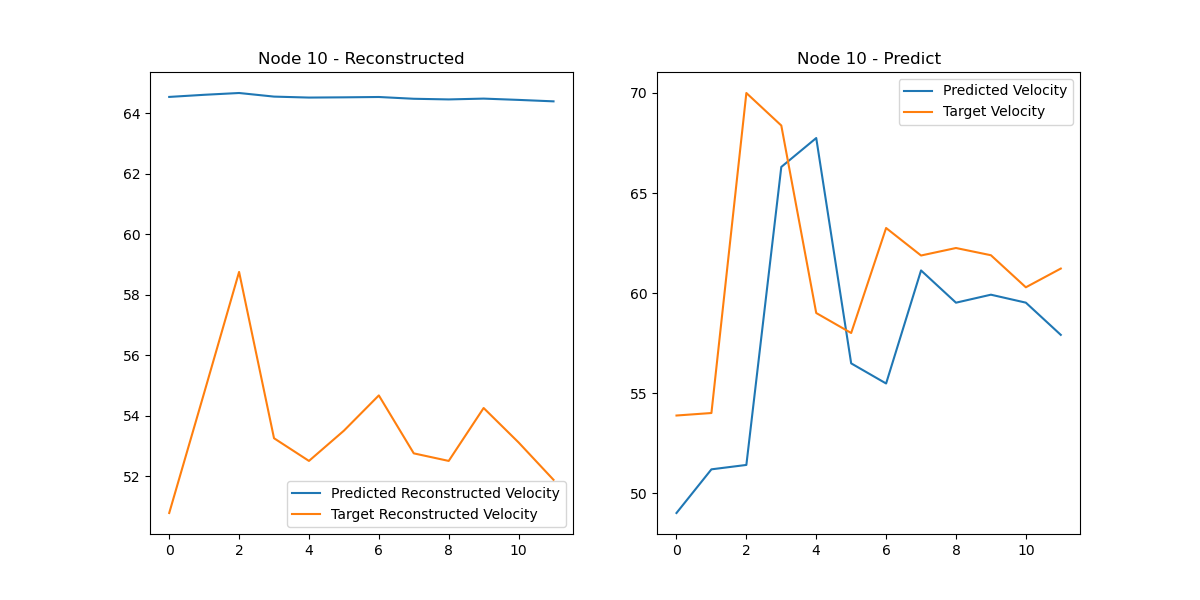 Node 10 - Reconstructed
64
62
60
58
56
54
52
0 2 4 6 8 10
Predicted Reconstructed Velocity
Target Reconstructed Velocity
Node 10 - Predict
70
65
60
55
50
0 2 4 6 8 10
Predicted Velocity
Target Velocity